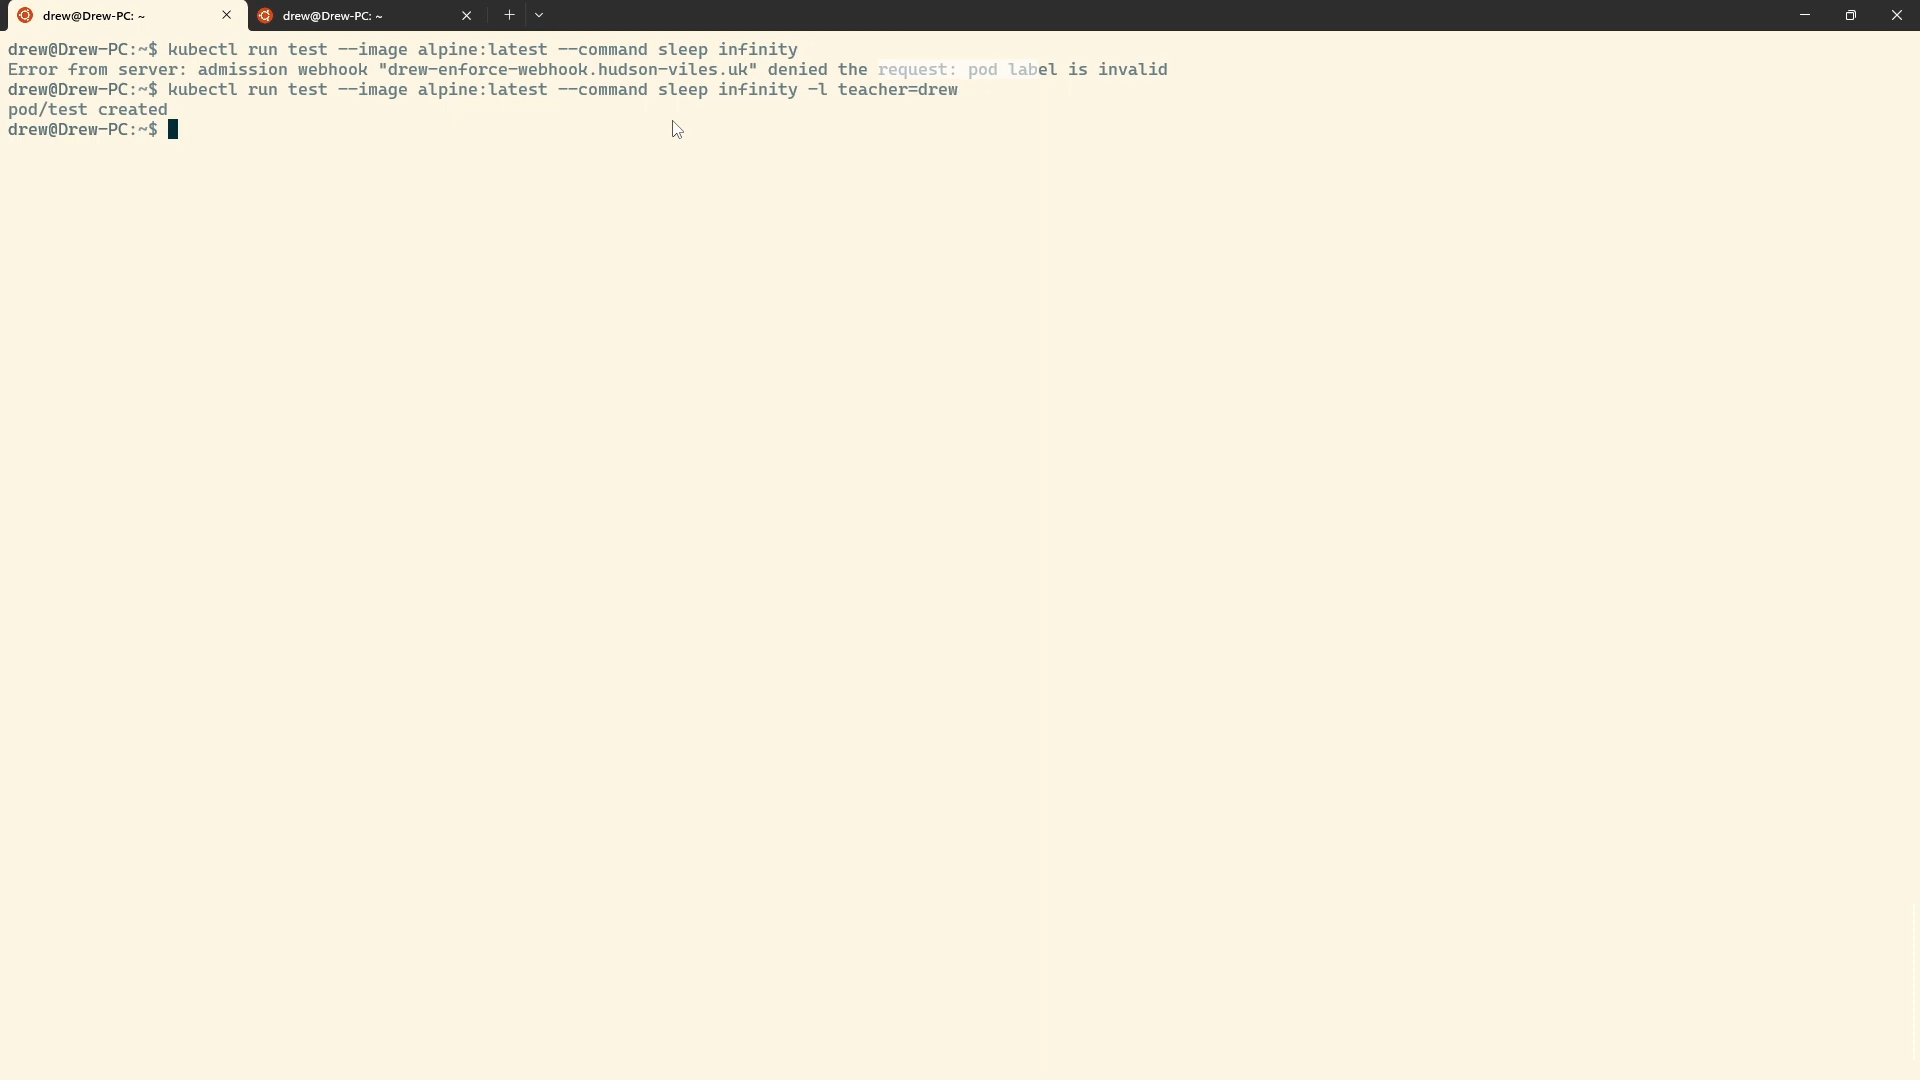 drew@Drew-PC: ~
drew@Drew-PC: ~
drew@Drew-PC:~$ kubectl run test --image alpine:latest --command sleep infinity
Error from server: admission webhook "drew-enforce-webhook.hudson-viles.uk" denied the request: pod label is invalid
drew@Drew-PC:~$ kubectl run test --image alpine:latest --command sleep infinity -l teacher=drew
pod/test created
drew@Drew-PC:~$